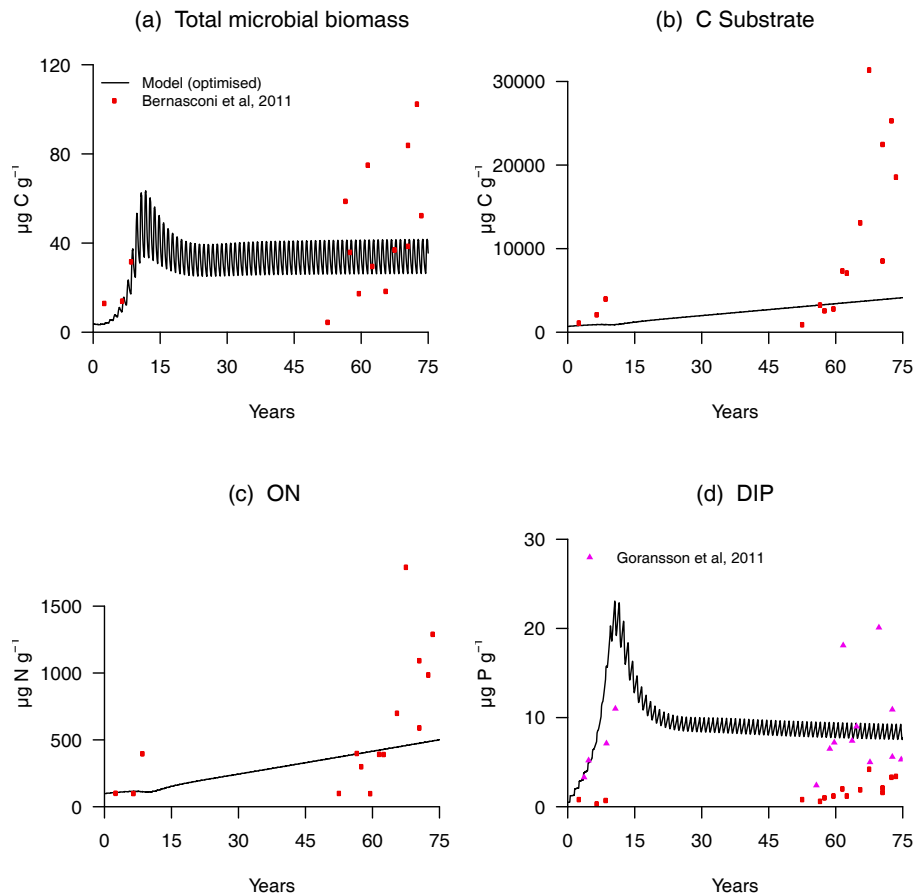 (a) Total microbial biomass
120
80
40
0
µg C g⁻¹
Model (optimised)
Bernasconi et al, 2011
0 15 30 45 60 75
Years
(b) C Substrate
30000
20000
10000
0
µg C g⁻¹
0 15 30 45 60 75
Years
(c) ON
1500
1000
500
0
µg N g⁻¹
0 15 30 45 60 75
Years
(d) DIP
30
20
10
0
µg P g⁻¹
Goransson et al, 2011
0 15 30 45 60 75
Years